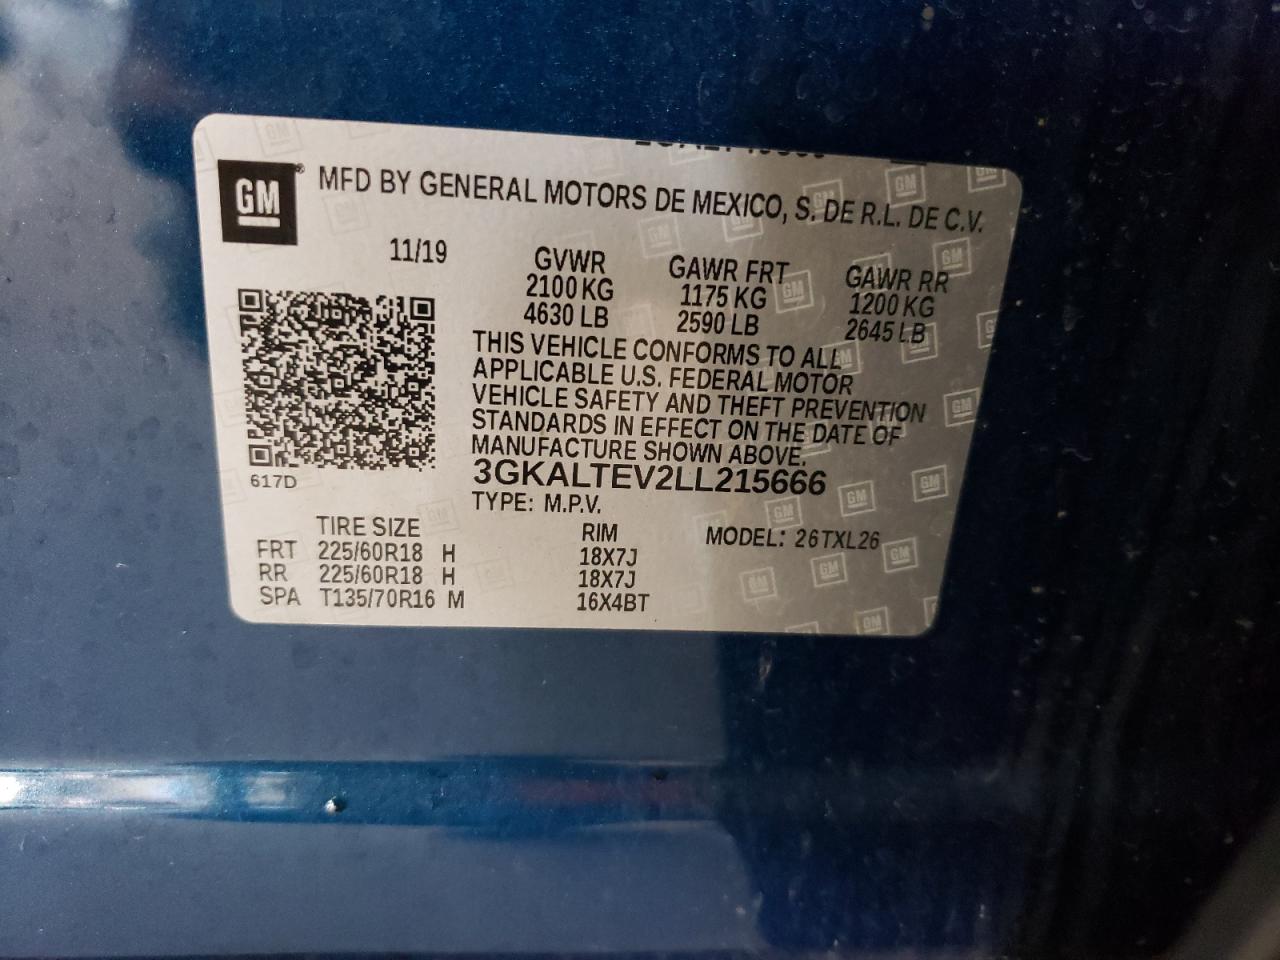 GM
MFD BY GENERAL MOTORS DE MEXICO, S. DE R.L. DE C.V.
11/19
GVWR GAWR FRT GAWR RR
2100 KG 1175 KG 1200 KG
4630 LB 2590 LB 2645 LB
THIS VEHICLE CONFORMS TO ALL
APPLICABLE U.S. FEDERAL MOTOR
VEHICLE SAFETY AND THEFT PREVENTION
STANDARDS IN EFFECT ON THE DATE OF
MANUFACTURE SHOWN ABOVE.
3GKALTEV2LL215666
617D
TYPE: M.P.V.
TIRE SIZE RIM MODEL: 26TXL26
FRT 225/60R18 H 18X7J
RR 225/60R18 H 18X7J
SPA T135/70R16 M 16X4BT